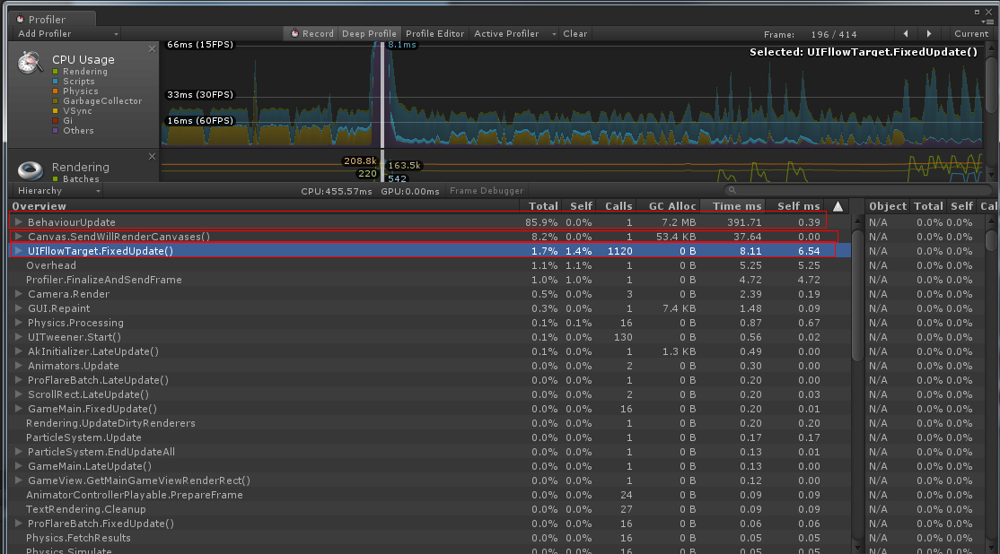 Profiler
Add Profiler Record Deep Profile Profile Editor Active Profiler Clear Frame: 196 / 414 Current
CPU Usage
Rendering
Scripts
Physics
GarbageCollector
VSync
Gi
Others
66ms (15FPS)
8.1ms
Selected: UIFllowTarget.FixedUpdate()
33ms (30FPS)
16ms (60FPS)
Rendering
Batches
208.8k
163.5k
220
542
Hierarchy CPU:455.57ms GPU:0.00ms Frame Debugger
Overview Total Self Calls GC Alloc Time ms Self ms Object Total Self Cal
BehaviourUpdate 85.9% 0.0% 1 7.2 MB 391.71 0.39 N/A 0.0% 0.0%
Canvas.SendWillRenderCanvases() 8.2% 0.0% 1 53.4 KB 37.64 0.00 N/A 0.0% 0.0%
UIFllowTarget.FixedUpdate() 1.7% 1.4% 1120 0 B 8.11 6.54 N/A 0.0% 0.0%
Overhead 1.1% 1.1% 1 0 B 5.25 5.25 N/A 0.0% 0.0%
Profiler.FinalizeAndSendFrame 1.0% 1.0% 1 0 B 4.72 4.72 N/A 0.0% 0.0%
Camera.Render 0.5% 0.0% 3 0 B 2.39 0.19 N/A 0.0% 0.0%
GUI.Repaint 0.3% 0.0% 1 7.4 KB 1.48 0.09 N/A 0.0% 0.0%
Physics.Processing 0.1% 0.1% 16 0 B 0.87 0.67 N/A 0.0% 0.0%
UITweener.Start() 0.1% 0.0% 130 0 B 0.56 0.02 N/A 0.0% 0.0%
AkInitializer.LateUpdate() 0.1% 0.0% 1 1.3 KB 0.49 0.00 N/A 0.0% 0.0%
Animators.Update 0.0% 0.0% 2 0 B 0.30 0.00 N/A 0.0% 0.0%
ProFlareBatch.LateUpdate() 0.0% 0.0% 1 0 B 0.20 0.00 N/A 0.0% 0.0%
ScrollRect.LateUpdate() 0.0% 0.0% 2 0 B 0.20 0.03 N/A 0.0% 0.0%
GameMain.FixedUpdate() 0.0% 0.0% 16 0 B 0.20 0.01 N/A 0.0% 0.0%
Rendering.UpdateDirtyRenderers 0.0% 0.0% 1 0 B 0.20 0.20 N/A 0.0% 0.0%
ParticleSystem.Update 0.0% 0.0% 1 0 B 0.17 0.17 N/A 0.0% 0.0%
ParticleSystem.EndUpdateAll 0.0% 0.0% 1 0 B 0.13 0.01 N/A 0.0% 0.0%
GameMain.LateUpdate() 0.0% 0.0% 1 0 B 0.13 0.00 N/A 0.0% 0.0%
GameView.GetMainGameViewRenderRect() 0.0% 0.0% 1 0 B 0.12 0.00 N/A 0.0% 0.0%
AnimatorControllerPlayable.PrepareFrame 0.0% 0.0% 24 0 B 0.09 0.09 N/A 0.0% 0.0%
TextRendering.Cleanup 0.0% 0.0% 27 0 B 0.09 0.09 N/A 0.0% 0.0%
ProFlareBatch.FixedUpdate() 0.0% 0.0% 16 0 B 0.06 0.06 N/A 0.0% 0.0%
Physics.FetchResults 0.0% 0.0% 16 0 B 0.05 0.05 N/A 0.0% 0.0%
Physics.Simulate 0.0% 0.0% 16 0 B 0.05 0.05 N/A 0.0% 0.0%